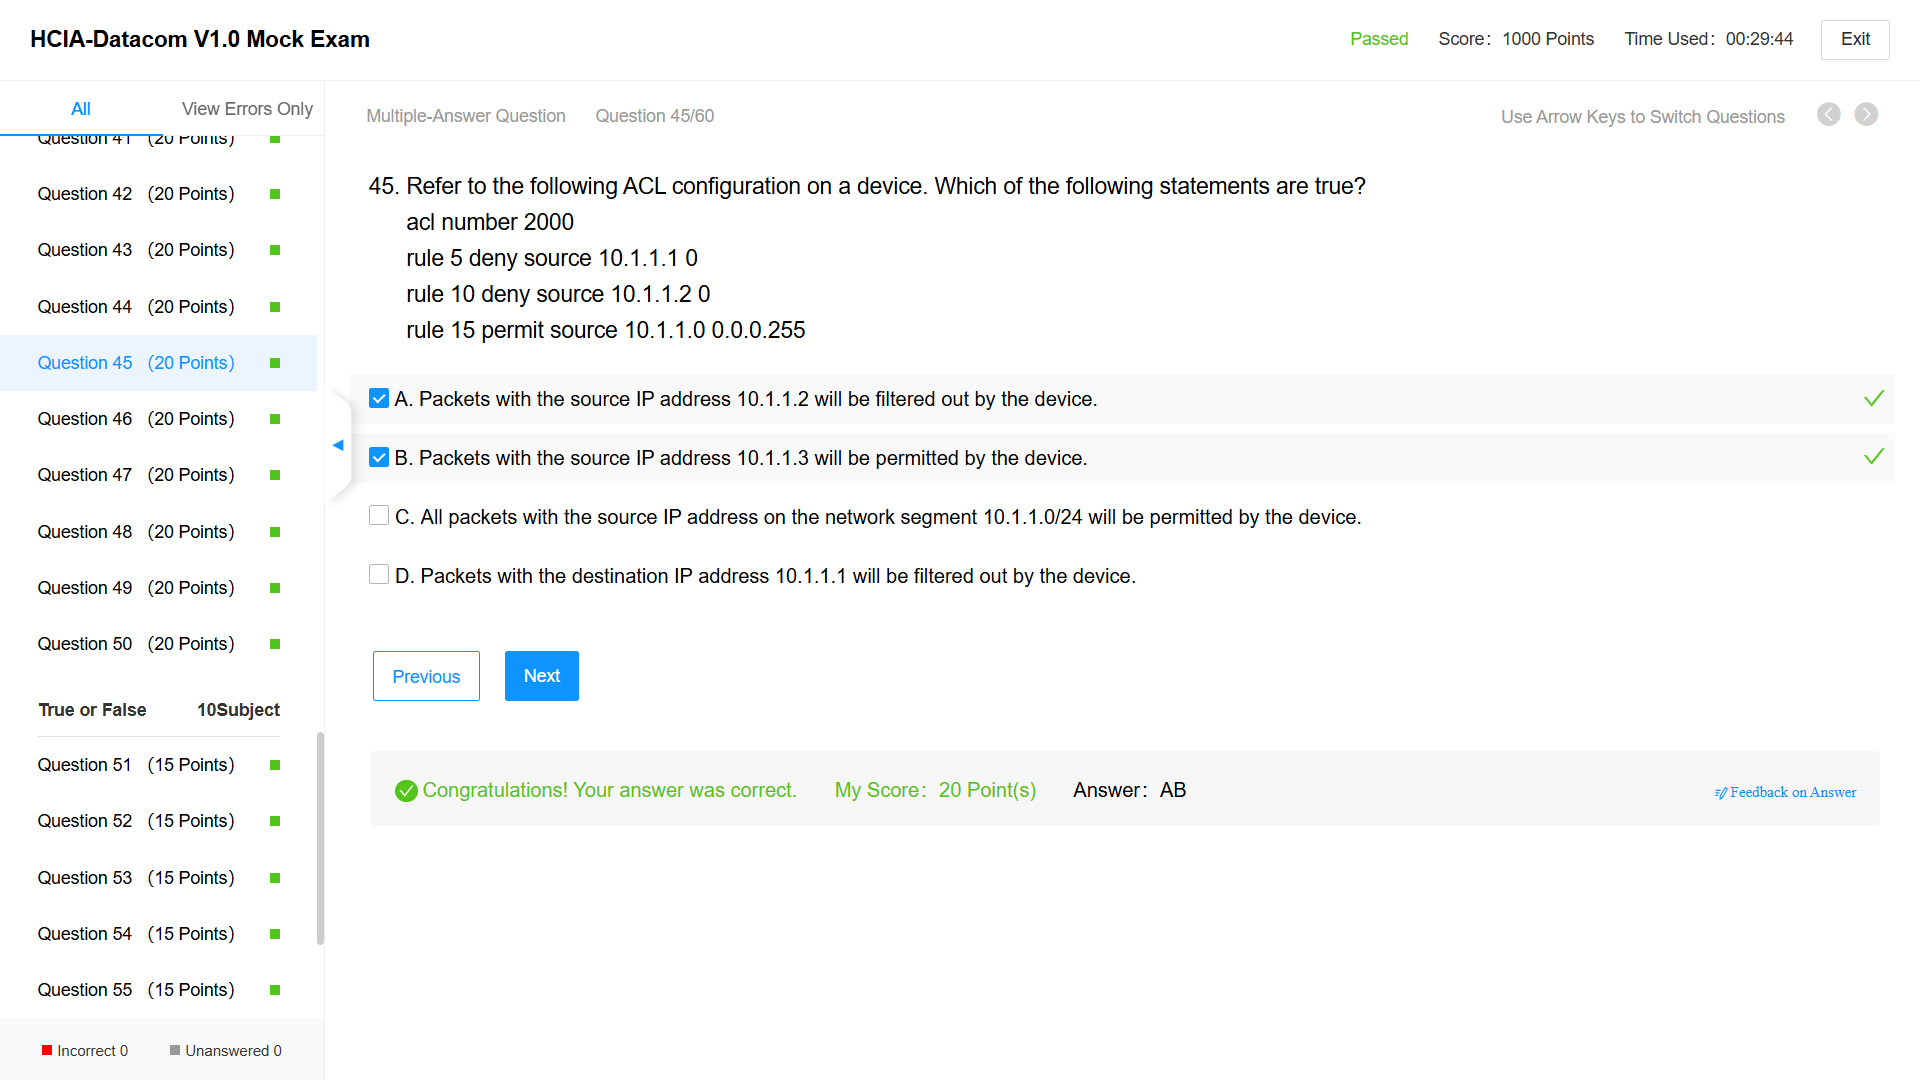 HCIA-Datacom V1.0 Mock Exam
Passed Score: 1000 Points Time Used: 00:29:44 Exit
All View Errors Only
Question 41 (20 Points)
Question 42 (20 Points)
Question 43 (20 Points)
Question 44 (20 Points)
Question 45 (20 Points)
Question 46 (20 Points)
Question 47 (20 Points)
Question 48 (20 Points)
Question 49 (20 Points)
Question 50 (20 Points)
True or False 10Subject
Question 51 (15 Points)
Question 52 (15 Points)
Question 53 (15 Points)
Question 54 (15 Points)
Question 55 (15 Points)
Incorrect 0 Unanswered 0
Multiple-Answer Question Question 45/60 Use Arrow Keys to Switch Questions
45. Refer to the following ACL configuration on a device. Which of the following statements are true?
acl number 2000
rule 5 deny source 10.1.1.1 0
rule 10 deny source 10.1.1.2 0
rule 15 permit source 10.1.1.0 0.0.0.255
A. Packets with the source IP address 10.1.1.2 will be filtered out by the device.
B. Packets with the source IP address 10.1.1.3 will be permitted by the device.
C. All packets with the source IP address on the network segment 10.1.1.0/24 will be permitted by the device.
D. Packets with the destination IP address 10.1.1.1 will be filtered out by the device.
Previous Next
Congratulations! Your answer was correct. My Score: 20 Point(s) Answer: AB Feedback on Answer